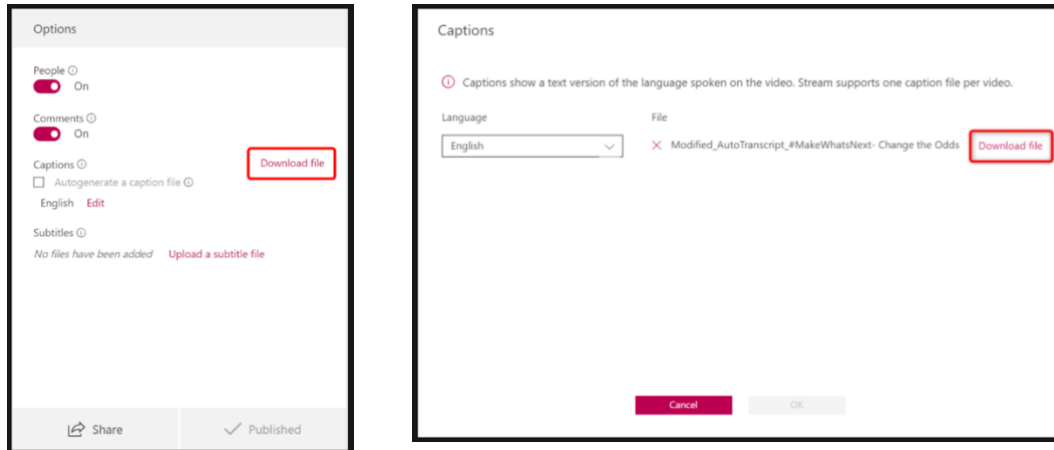 Options
People
On
Comments
On
Captions
Download file
Autogenerate a caption file
English Edit
Subtitles
No files have been added Upload a subtitle file
Share
Published
Captions
Captions show a text version of the language spoken on the video. Stream supports one caption file per video.
Language
File
English
Modified_AutoTranscript_#MakeWhatsNext- Change the Odds Download file
Cancel
OK